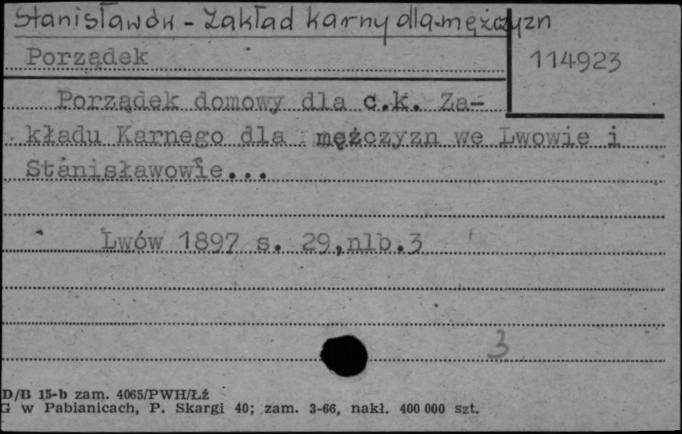 Stanisławów - Zakład karny dla mężczyzn
Porządek
114923
Porządek domowy dla c.k. Za-
kładu Karnego dla mężczyzn we Lwowie i
Stanisławowie...
Lwów 1897 s. 29,nlb.3
3
D/B 15-b zam. 4065/PWH/Łź
G w Pabianicach, P. Skargi 40; zam. 3-66, nakł. 400 000 szt.